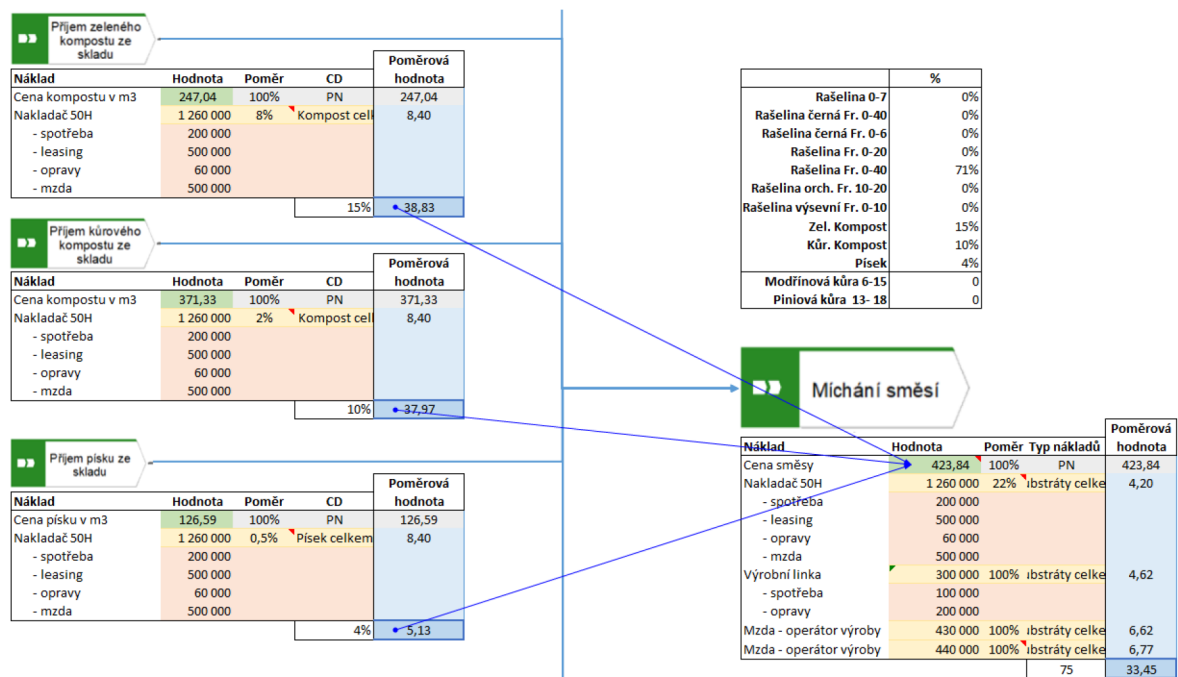 Příjem zeleného
kompostu ze
skladu
Poměrová
Náklad Hodnota Poměr CD hodnota
Cena kompostu v m3 247,04 100% PN 247,04
Nakladač 50H 1 260 000 8% Kompost cell 8,40
- spotřeba 200 000
- leasing 500 000
- opravy 60 000
- mzda 500 000
15% 38,83
Příjem kůrového
kompostu ze
skladu
Poměrová
Náklad Hodnota Poměr CD hodnota
Cena kompostu v m3 371,33 100% PN 371,33
Nakladač 50H 1 260 000 2% Kompost cell 8,40
- spotřeba 200 000
- leasing 500 000
- opravy 60 000
- mzda 500 000
10% 37,97
Příjem písku ze
skladu
Poměrová
Náklad Hodnota Poměr CD hodnota
Cena písku v m3 126,59 100% PN 126,59
Nakladač 50H 1 260 000 0,5% Písek celkem 8,40
- spotřeba 200 000
- leasing 500 000
- opravy 60 000
- mzda 500 000
4% 5,13
%
Rašelina 0-7 0%
Rašelina černá Fr. 0-40 0%
Rašelina černá Fr. 0-6 0%
Rašelina Fr. 0-20 0%
Rašelina Fr. 0-40 71%
Rašelina orch. Fr. 10-20 0%
Rašelina výsevní Fr. 0-10 0%
Zel. Kompost 15%
Kůr. Kompost 10%
Písek 4%
Modřínová kůra 6-15 0
Piniová kůra 13- 18 0
Míchání směsí
Poměrová
Náklad Hodnota Poměr Typ nákladů hodnota
Cena směsy 423,84 100% PN 423,84
Nakladač 50H 1 260 000 22% ıbstráty celke 4,20
- spotřeba 200 000
- leasing 500 000
- opravy 60 000
- mzda 500 000
Výrobní linka 300 000 100% ıbstráty celke 4,62
- spotřeba 100 000
- opravy 200 000
Mzda - operátor výroby 430 000 100% ıbstráty celke 6,62
Mzda - operátor výroby 440 000 100% ıbstráty celke 6,77
75 33,45